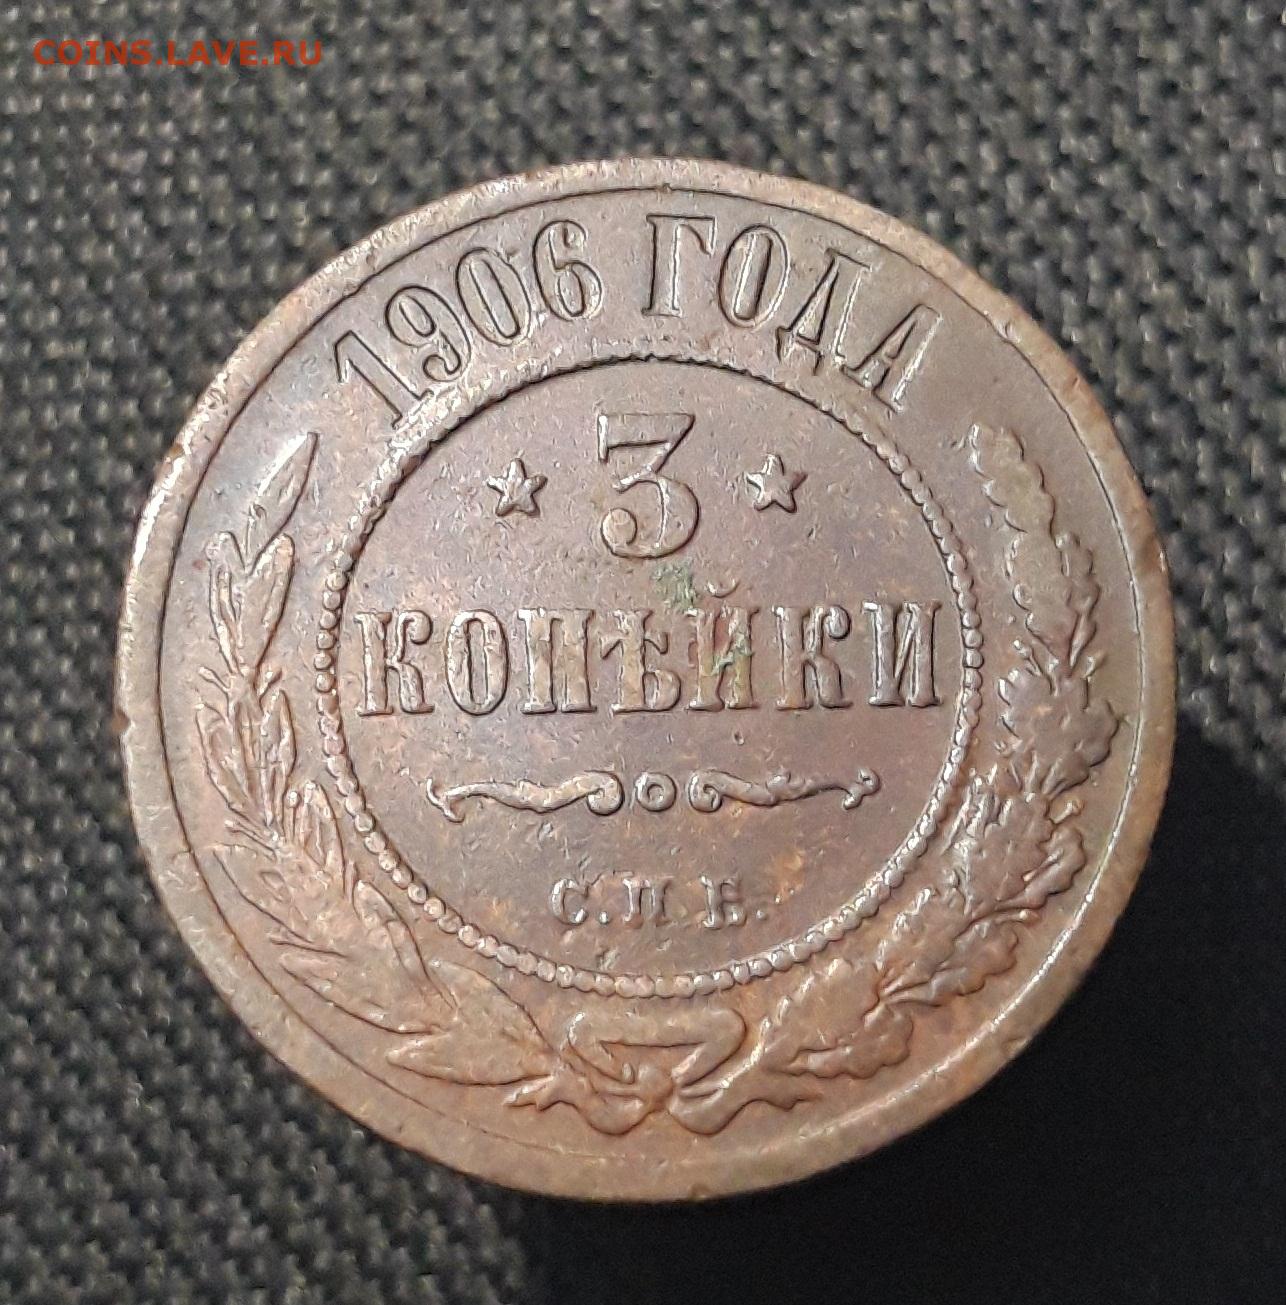 COINS.LAVE.RU
1906 ГОДА
3
КОПѢЙКИ
С.П.Б.